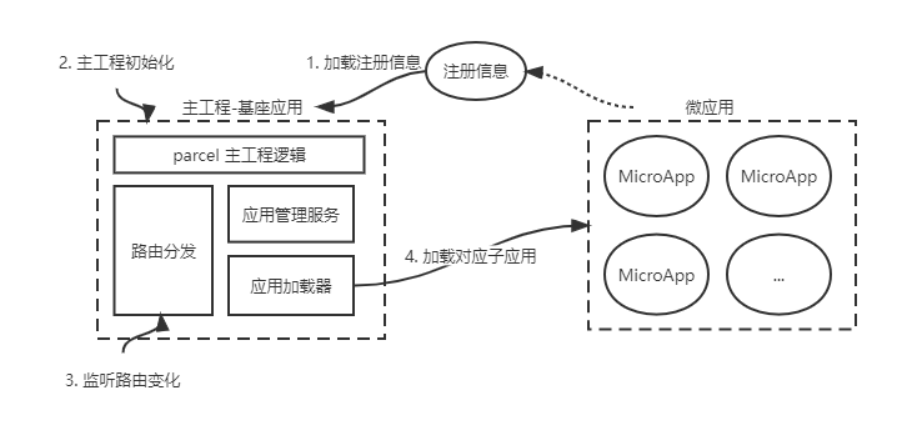 2. 主工程初始化
1. 加载注册信息
注册信息
主工程-基座应用
微应用
parcel 主工程逻辑
MicroApp
MicroApp
路由分发
应用管理服务
4. 加载对应子应用
应用加载器
MicroApp
...
3. 监听路由变化